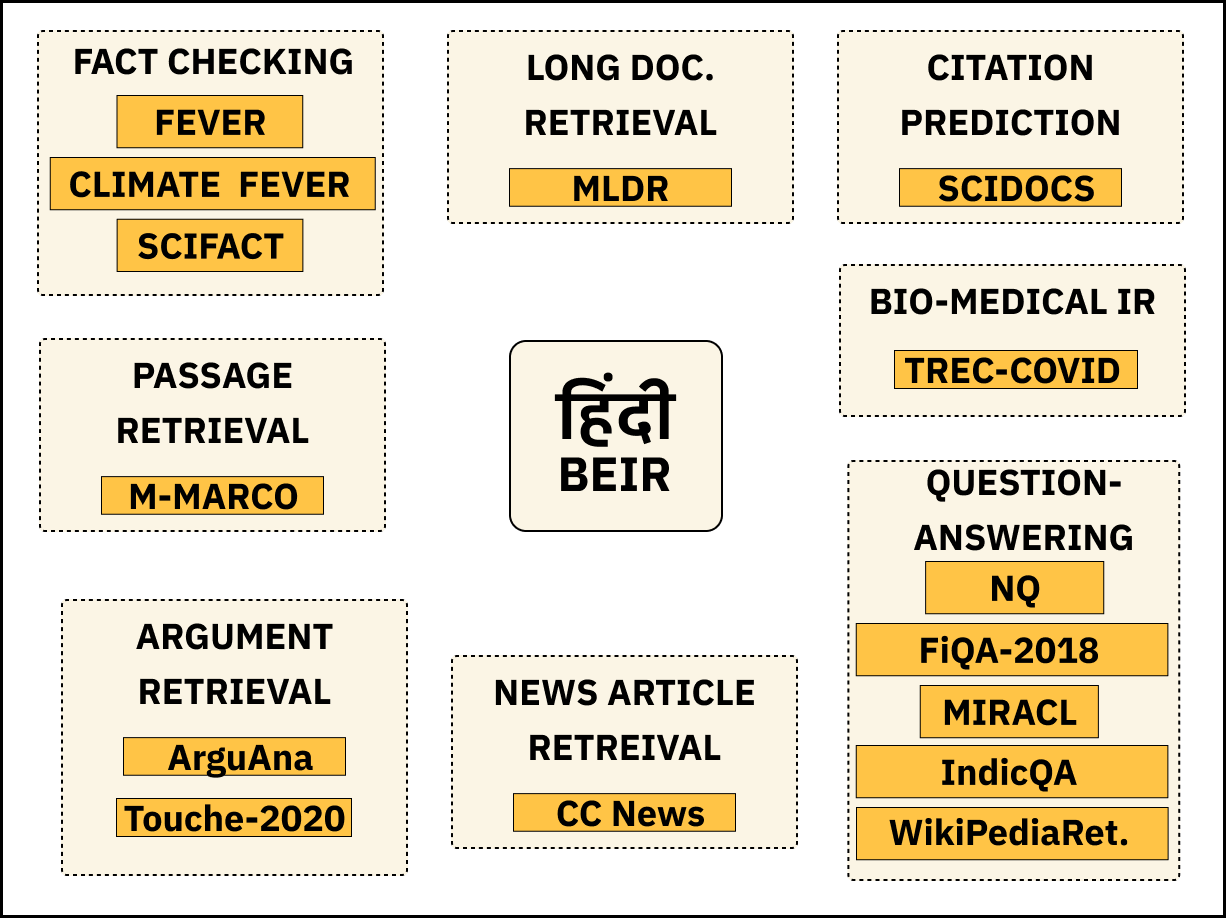 FACT CHECKING
FEVER
CLIMATE FEVER
SCIFACT
LONG DOC.
RETRIEVAL
MLDR
CITATION
PREDICTION
SCIDOCS
BIO-MEDICAL IR
TREC-COVID
PASSAGE
RETRIEVAL
M-MARCO
हिंदी
BEIR
QUESTION-
ANSWERING
NQ
FiQA-2018
MIRACL
IndicQA
WikiPediaRet.
ARGUMENT
RETRIEVAL
ArguAna
Touche-2020
NEWS ARTICLE
RETREIVAL
CC News